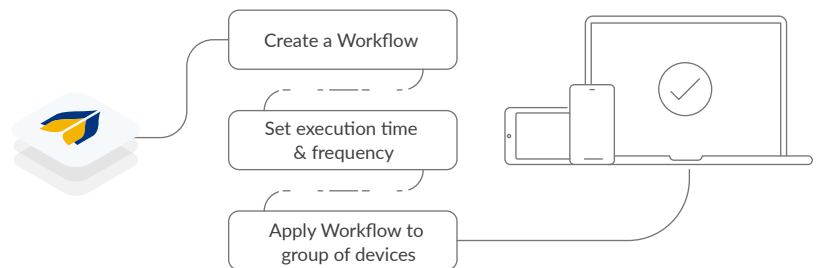 Create a Workflow
Set execution time
& frequency
Apply Workflow to
group of devices